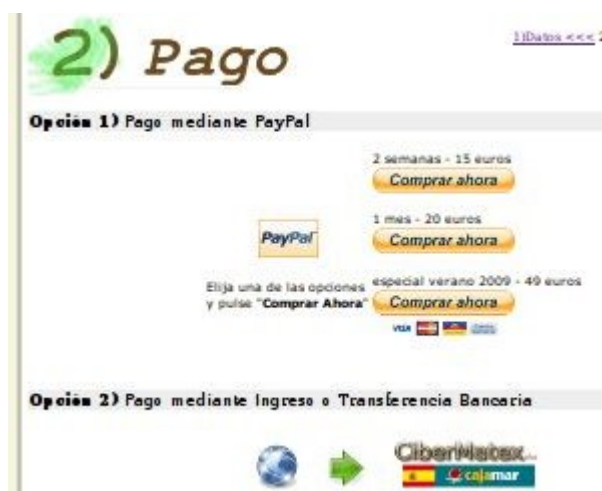 2) Pago
1)Datos <<< 2
Opción 1) Pago mediante PayPal
2 semanas - 15 euros
Comprar ahora
1 mes - 20 euros
PayPal
Comprar ahora
Elija una de las opciones
y pulse "Comprar Ahora"
especial verano 2009 - 49 euros
Comprar ahora
VISA
Opción 2) Pago mediante Ingreso o Transferencia Bancaria
CiberMatex
cajamar